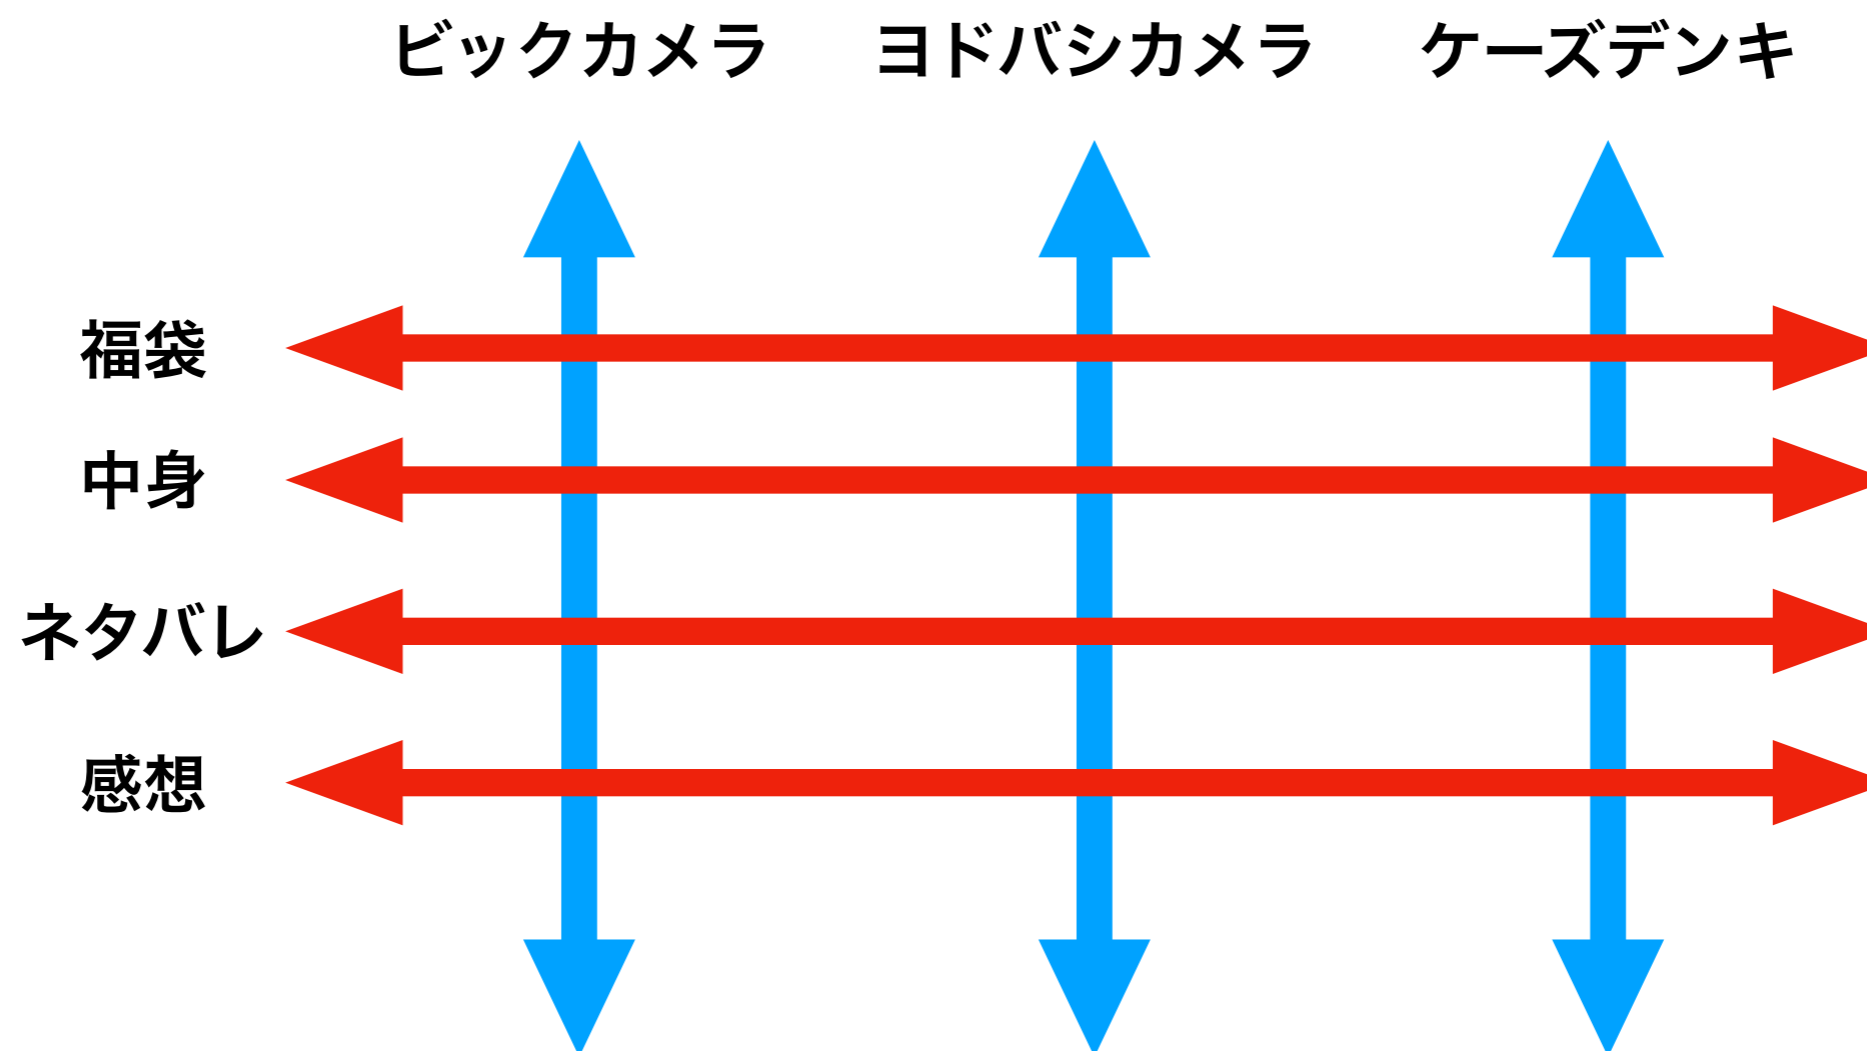 ビックカメラ ヨドバシカメラ ケーズデンキ
福袋
中身
ネタバレ
感想